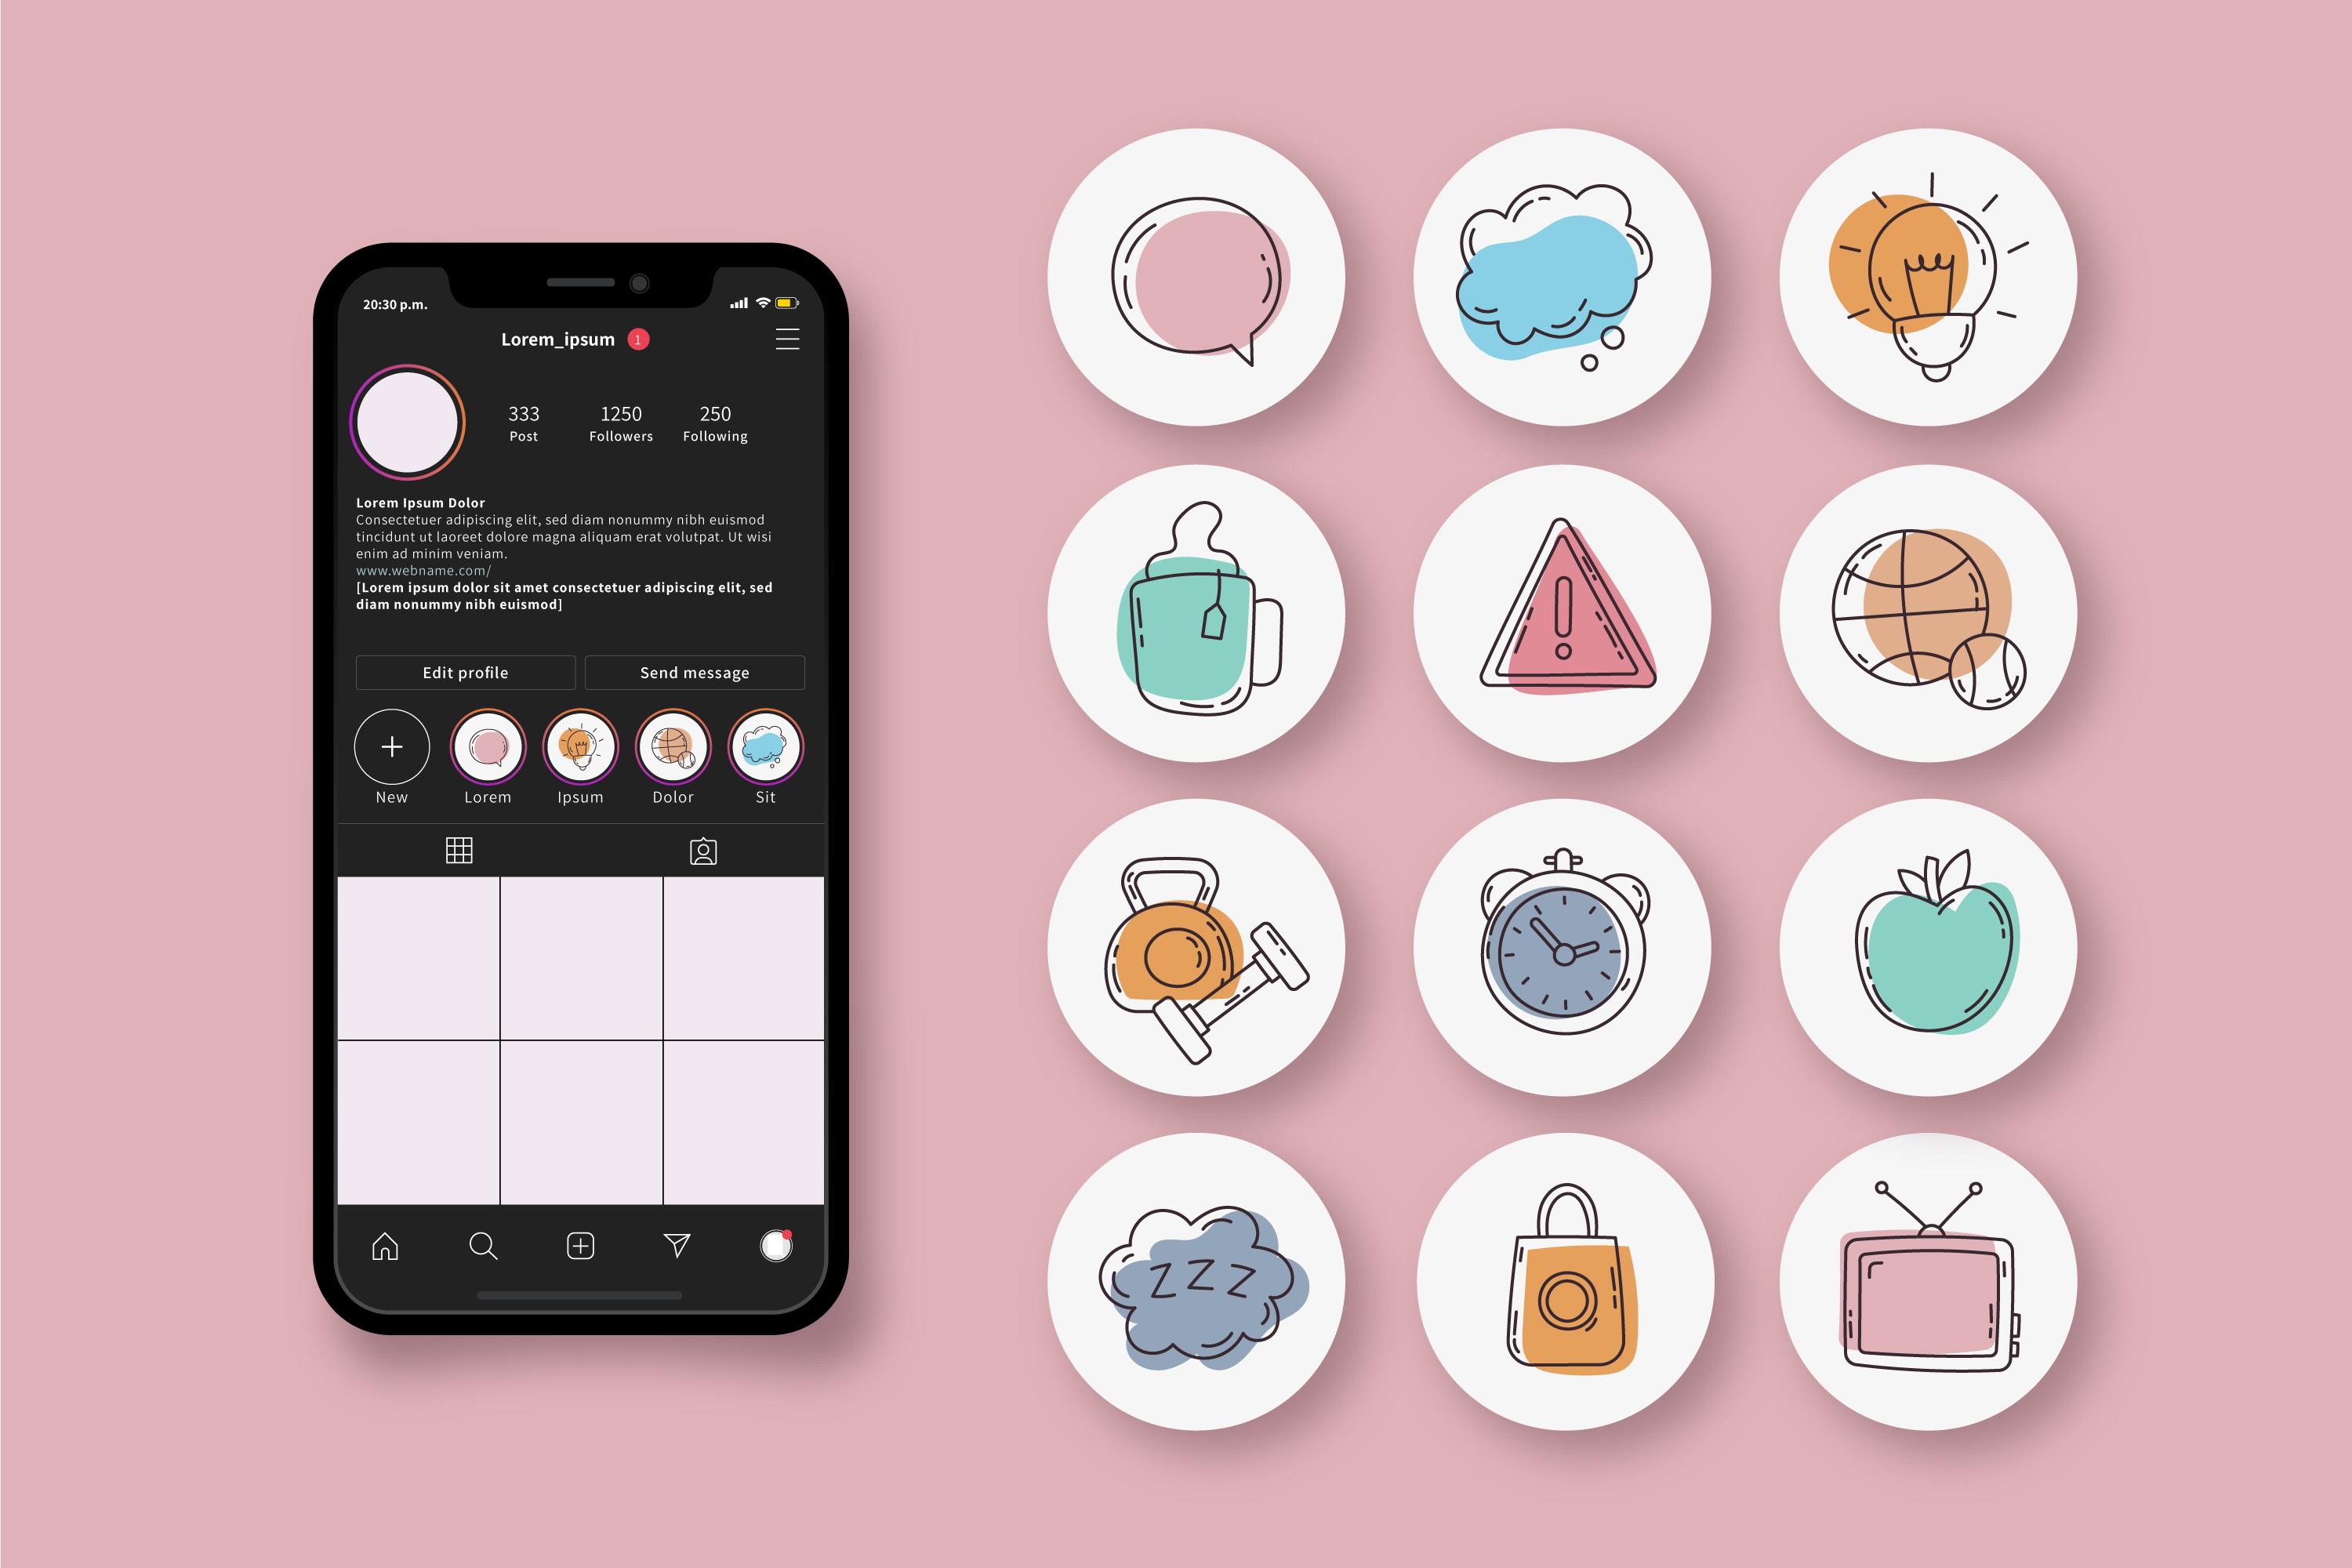 20:30 p.m.
Lorem_ipsum 1
333 1250 250
Post Followers Following
Lorem Ipsum Dolor
Consectetuer adipiscing elit, sed diam nonummy nibh euismod
tincidunt ut laoreet dolore magna aliquam erat volutpat. Ut wisi
enim ad minim veniam.
www.webname.com/
[Lorem ipsum dolor sit amet consectetuer adipiscing elit, sed
diam nonummy nibh euismod]
Edit profile Send message
New Lorem Ipsum Dolor Sit
Z Z Z